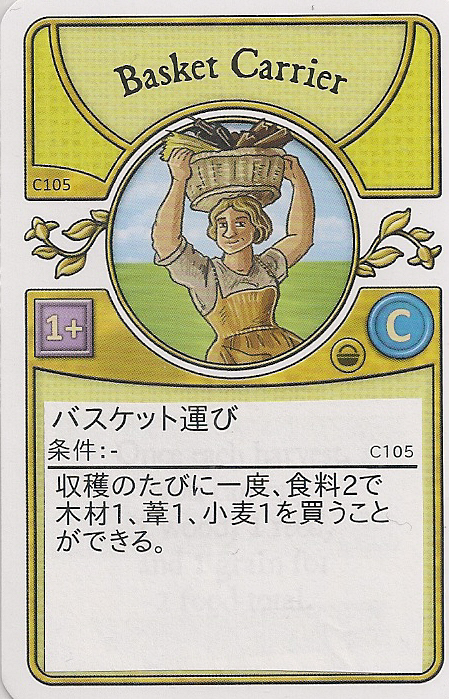 Basket Carrier
C105
1+
C
バスケット運び
条件:-
C105
収穫のたびに一度、食料2で
木材1、葦1、小麦1を買うこと
ができる。